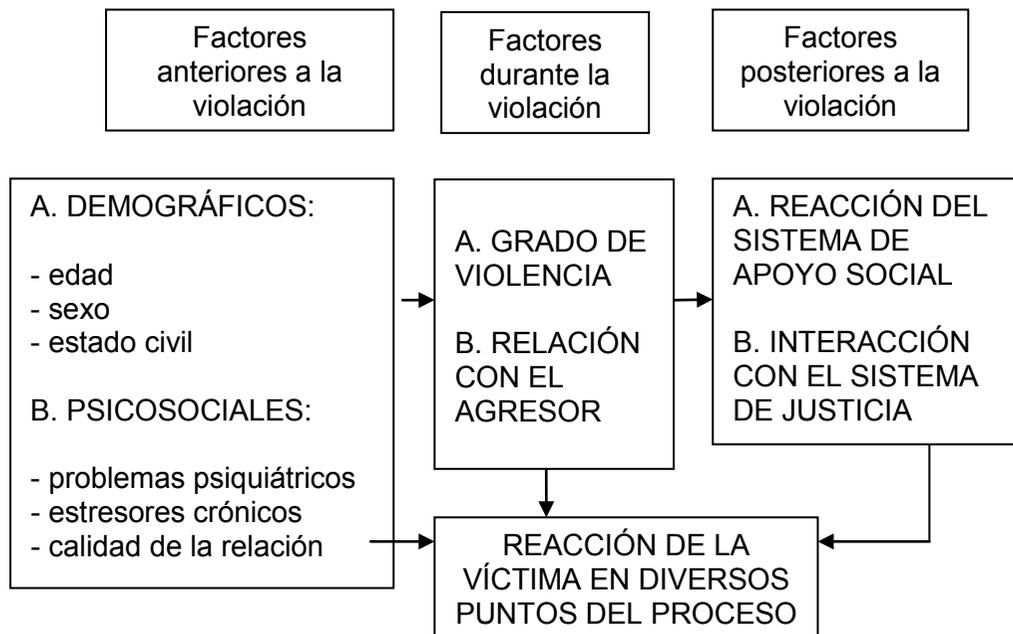 Factores
anteriores a la
violación
Factores
durante la
violación
Factores
posteriores a la
violación
A. DEMOGRÁFICOS:
- edad
- sexo
- estado civil
B. PSICOSOCIALES:
- problemas psiquiátricos
- estresores crónicos
- calidad de la relación
A. GRADO DE
VIOLENCIA
B. RELACIÓN
CON EL
AGRESOR
A. REACCIÓN DEL
SISTEMA DE
APOYO SOCIAL
B. INTERACCIÓN
CON EL SISTEMA
DE JUSTICIA
REACCIÓN DE LA
VÍCTIMA EN DIVERSOS
PUNTOS DEL PROCESO